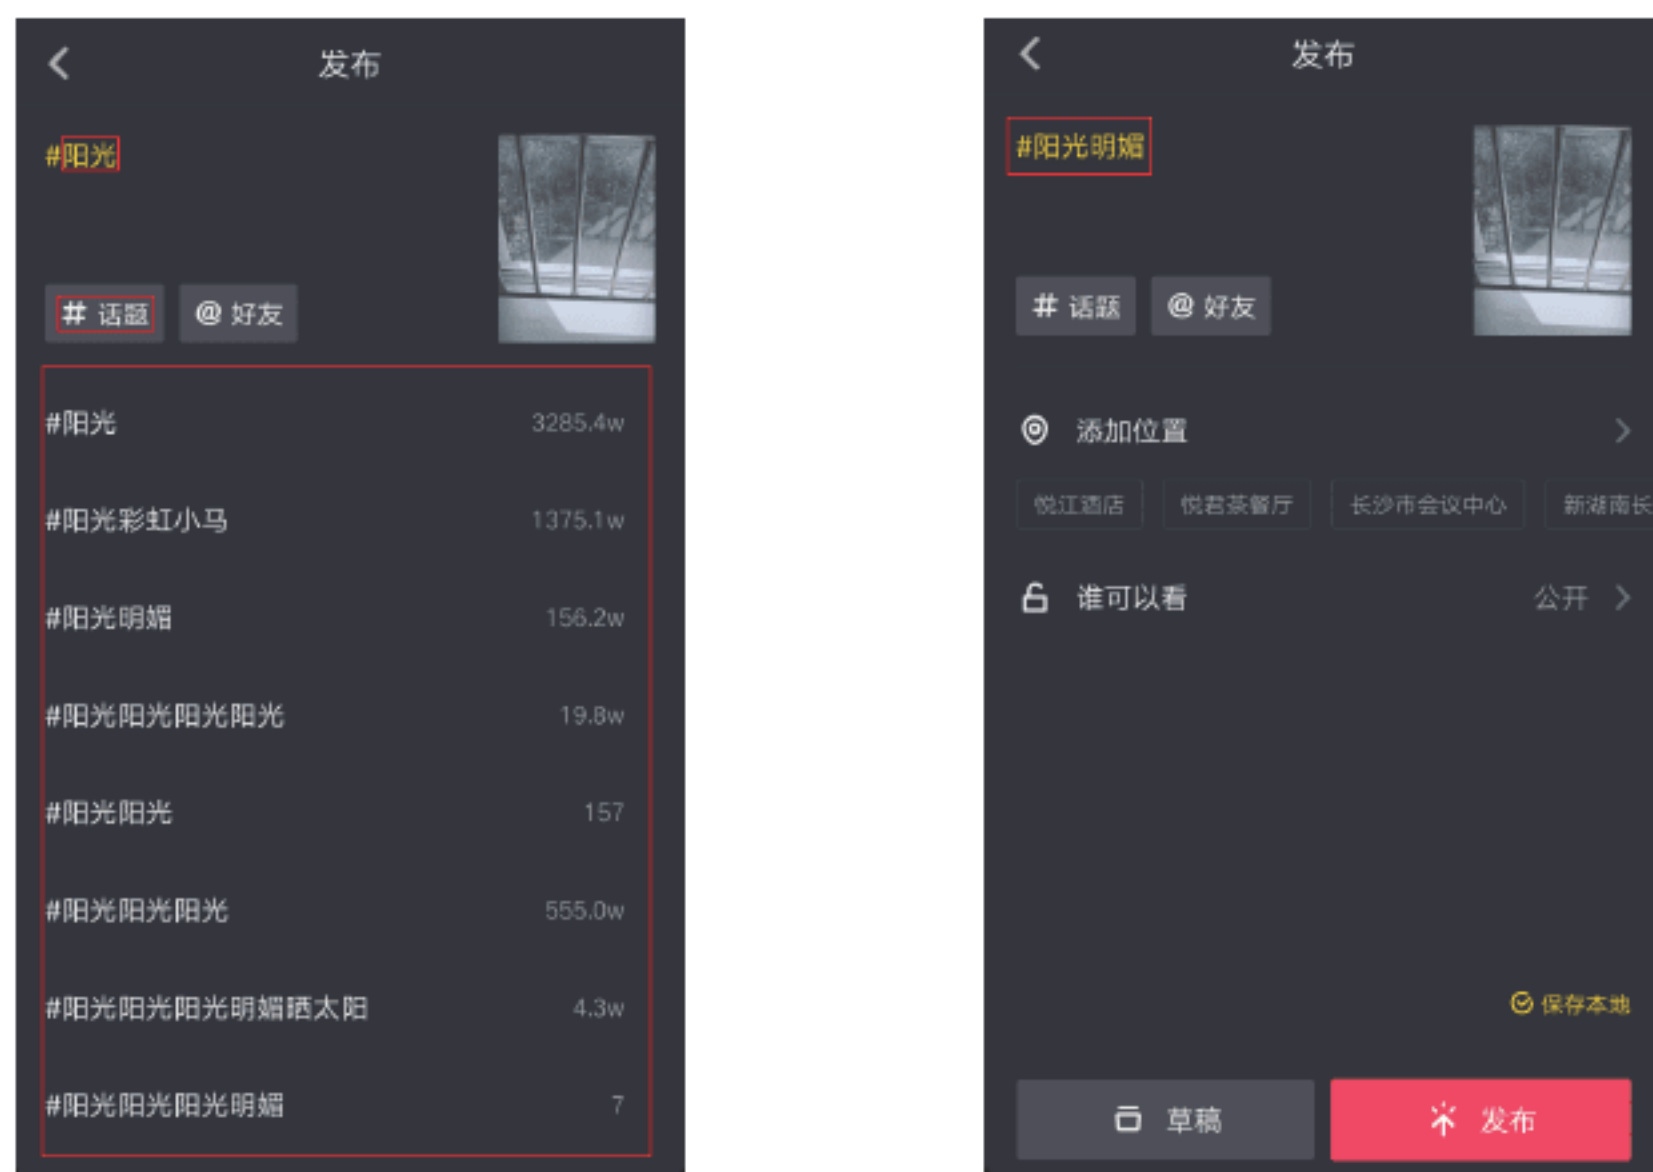 发布
#阳光
# 话题 @ 好友
#阳光 3285.4w
#阳光彩虹小马 1375.1w
#阳光明媚 156.2w
#阳光阳光阳光阳光 19.8w
#阳光阳光 157
#阳光阳光阳光 555.0w
#阳光阳光阳光明媚晒太阳 4.3w
#阳光阳光阳光明媚 7
发布
#阳光明媚
# 话题 @ 好友
添加位置
悦江酒店 悦君茶餐厅 长沙市会议中心 新湖南长
谁可以看 公开
保存本地
草稿 发布